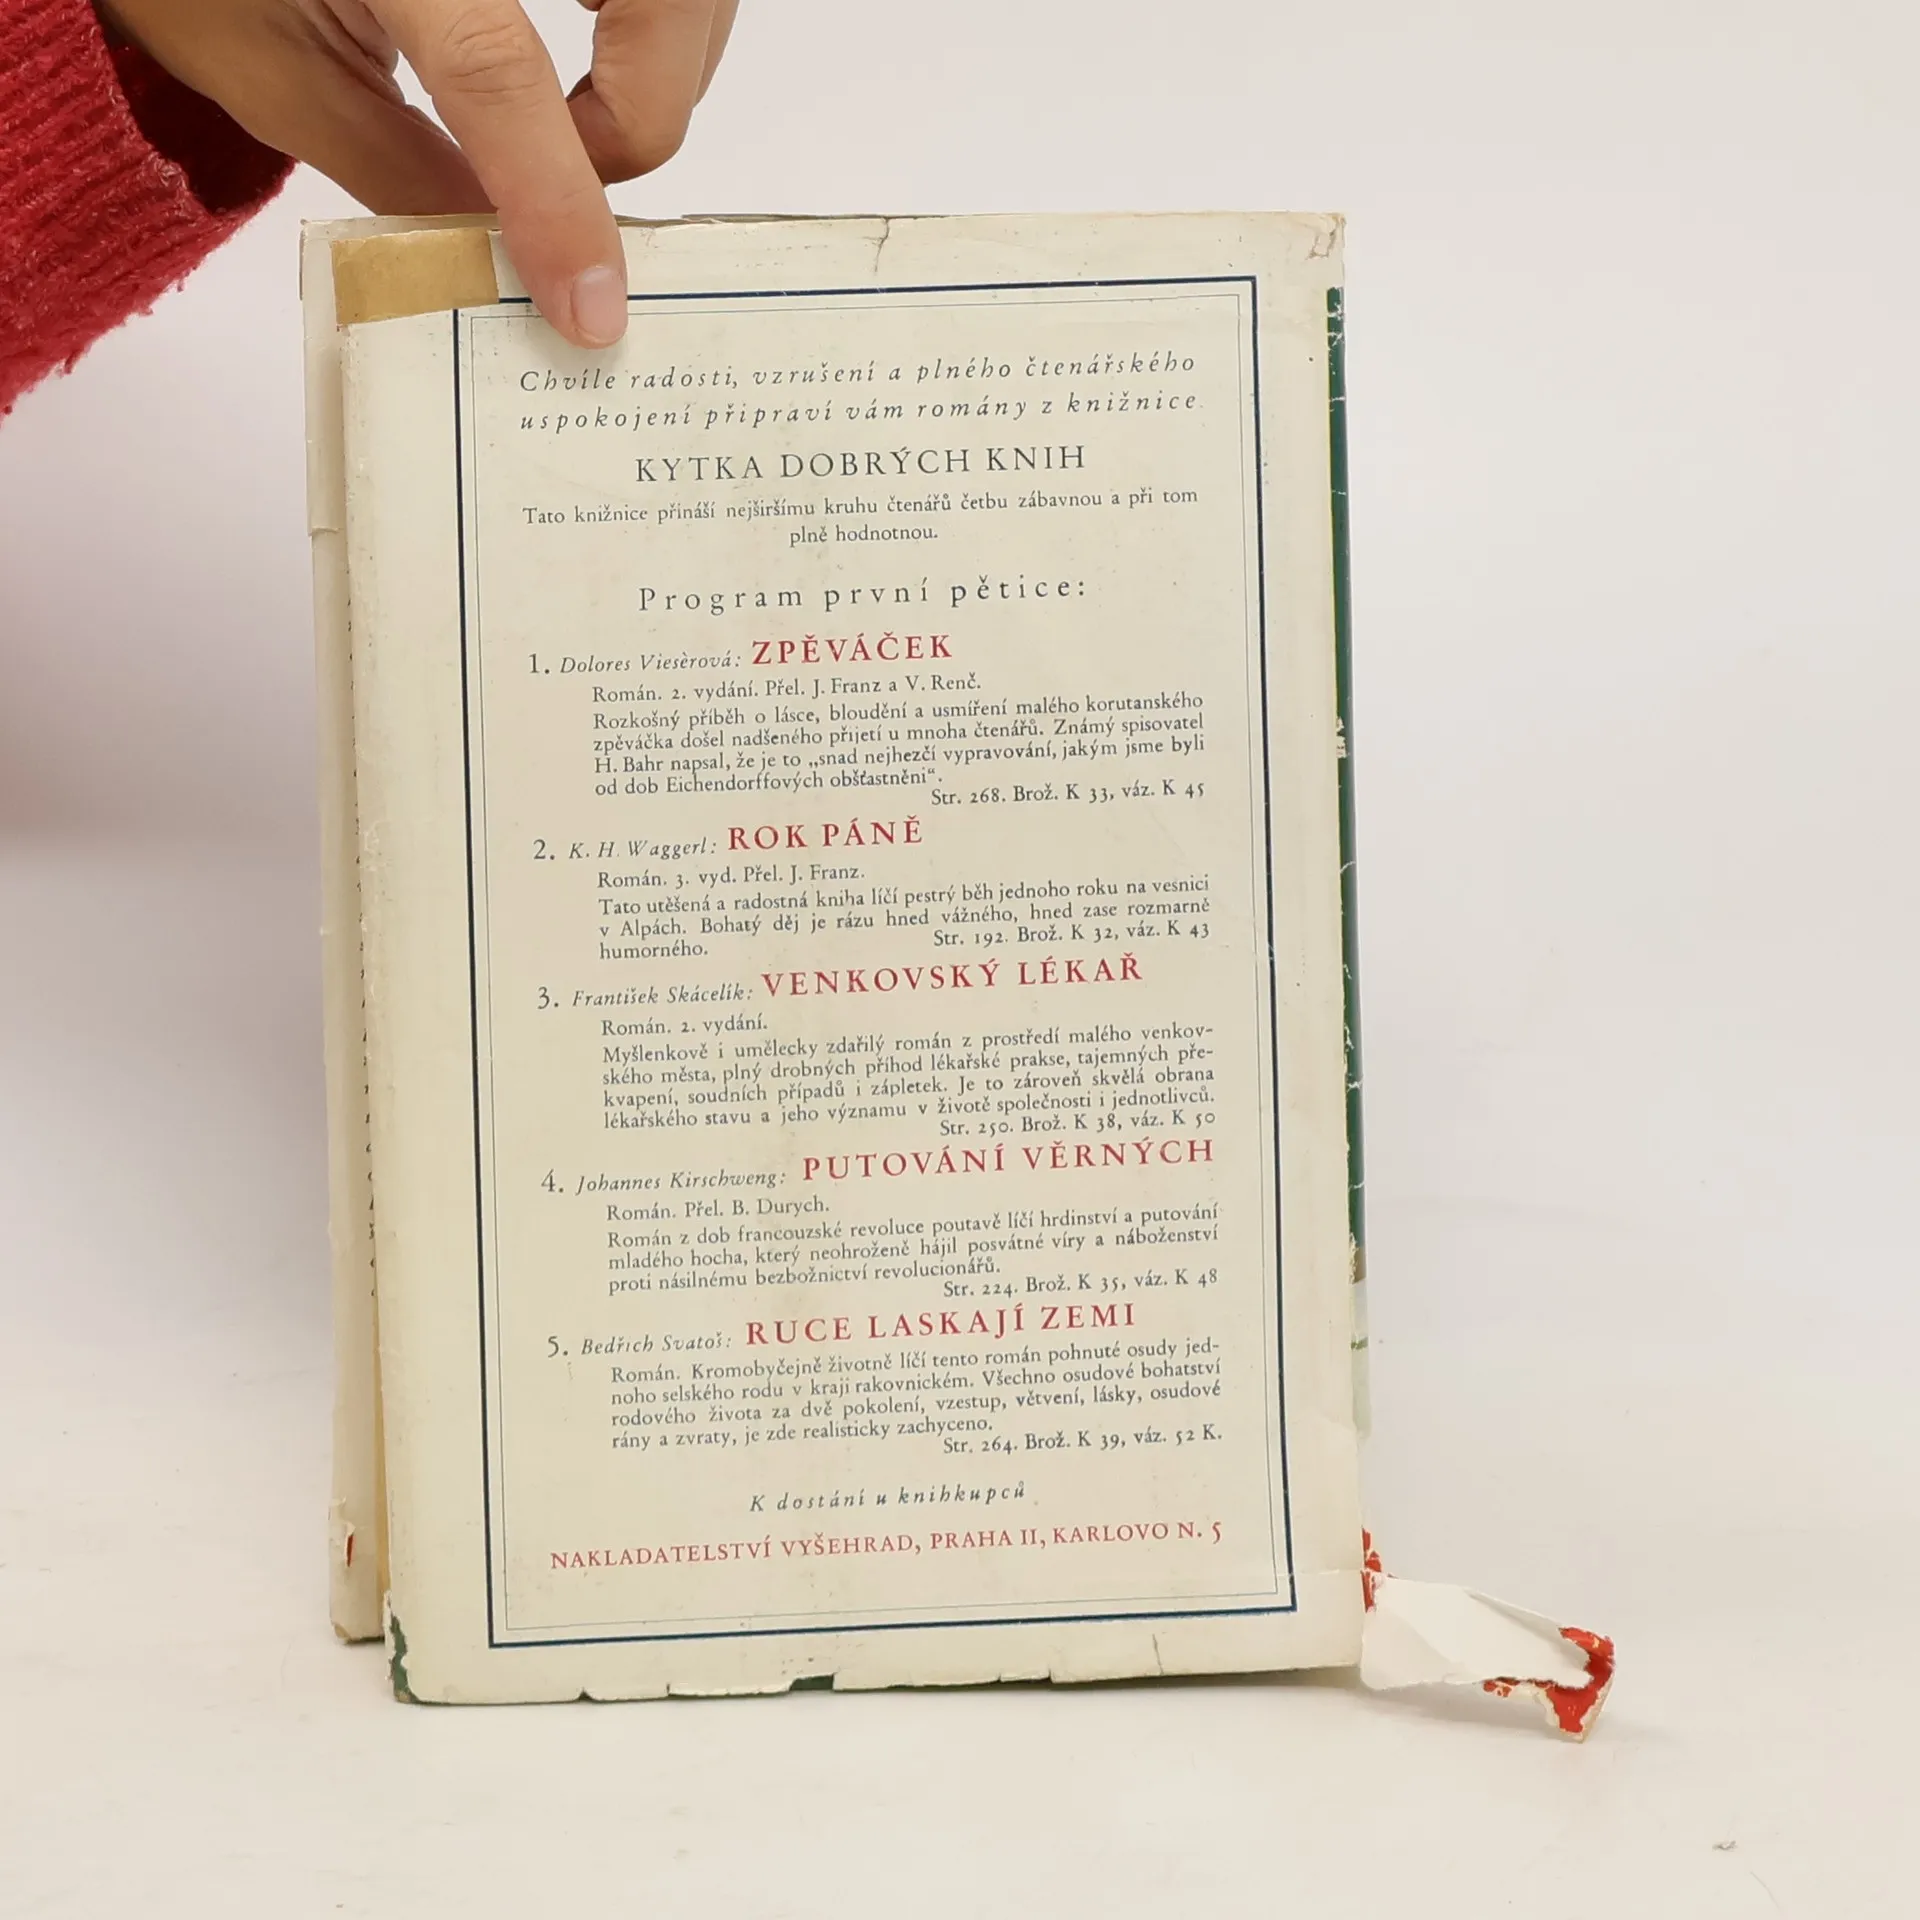 Chvíle radosti, vzrušení a plného čtenářského
uspokojení připraví vám romány z knižnice
KYTKA DOBRÝCH KNIH
Tato knižnice přináší nejširšímu kruhu čtenářů četbu zábavnou a při tom
plně hodnotnou.
Program první pětice:
1. Dolores Viesèrová: ZPĚVÁČEK
Román. 2. vydání. Přel. J. Franz a V. Renč.
Rozkošný příběh o lásce, bloudění a usmíření malého korutanského
zpěváčka došel nadšeného přijetí u mnoha čtenářů. Známý spisovatel
H. Bahr napsal, že je to „snad nejhezčí vypravování, jakým jsme byli
od dob Eichendorffových obšťastněni“.
Str. 268. Brož. K 33, váz. K 45
2. K. H. Waggerl: ROK PÁNĚ
Román. 3. vyd. Přel. J. Franz.
Tato utěšená a radostná kniha líčí pestrý běh jednoho roku na vesnici
v Alpách. Bohatý děj je rázu hned vážného, hned zase rozmarně
humorného. Str. 192. Brož. K 32, váz. K 43
3. František Skácelík: VENKOVSKÝ LÉKAŘ
Román. 2. vydání.
Myšlenkově i umělecky zdařilý román z prostředí malého venkov-
ského města, plný drobných příhod lékařské prakse, tajemných pře-
kvapení, soudních případů i zápletek. Je to zároveň skvělá obrana
lékařského stavu a jeho významu v životě společnosti i jednotlivců.
Str. 250. Brož. K 38, váz. K 50
4. Johannes Kirschweng: PUTOVÁNÍ VĚRNÝCH
Román. Přel. B. Durych.
Román z dob francouzské revoluce poutavě líčí hrdinství a putování
mladého hocha, který neohroženě hájil posvátné víry a náboženství
proti násilnému bezbožnictví revolucionářů.
Str. 224. Brož. K 35, váz. K 48
5. Bedřich Svatoš: RUCE LASKAJÍ ZEMI
Román. Kromobyčejně životně líčí tento román pohnuté osudy jed-
noho selského rodu v kraji rakovnickém. Všechno osudové bohatství
rodového života za dvě pokolení, vzestup, větvení, lásky, osudové
rány a zvraty, je zde realisticky zachyceno.
Str. 264. Brož. K 39, váz. 52 K.
K dostání u knihkupců
NAKLADATELSTVÍ VYŠEHRAD, PRAHA II, KARLOVO N. 5